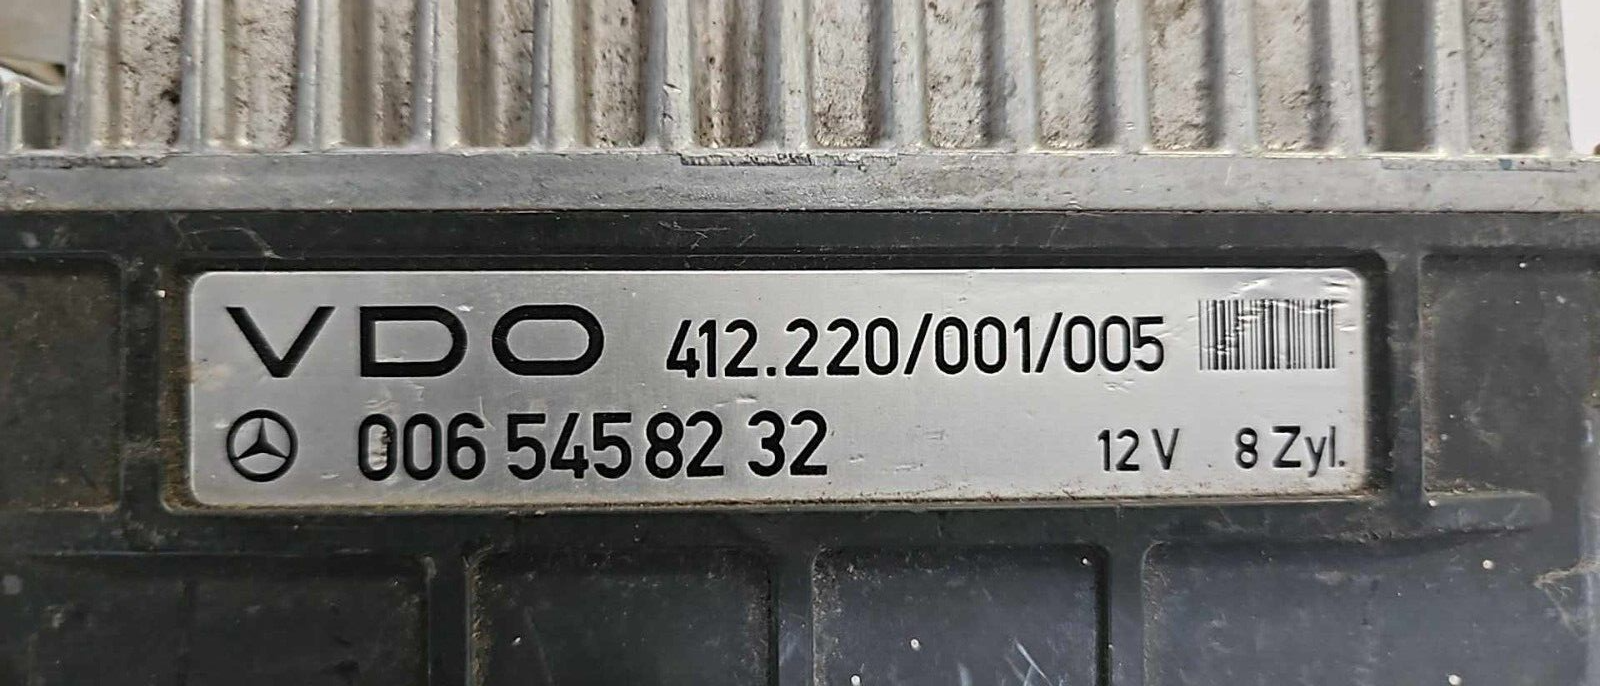 VDO 412.220/001/005
006 545 82 32 12 V 8 Zyl.